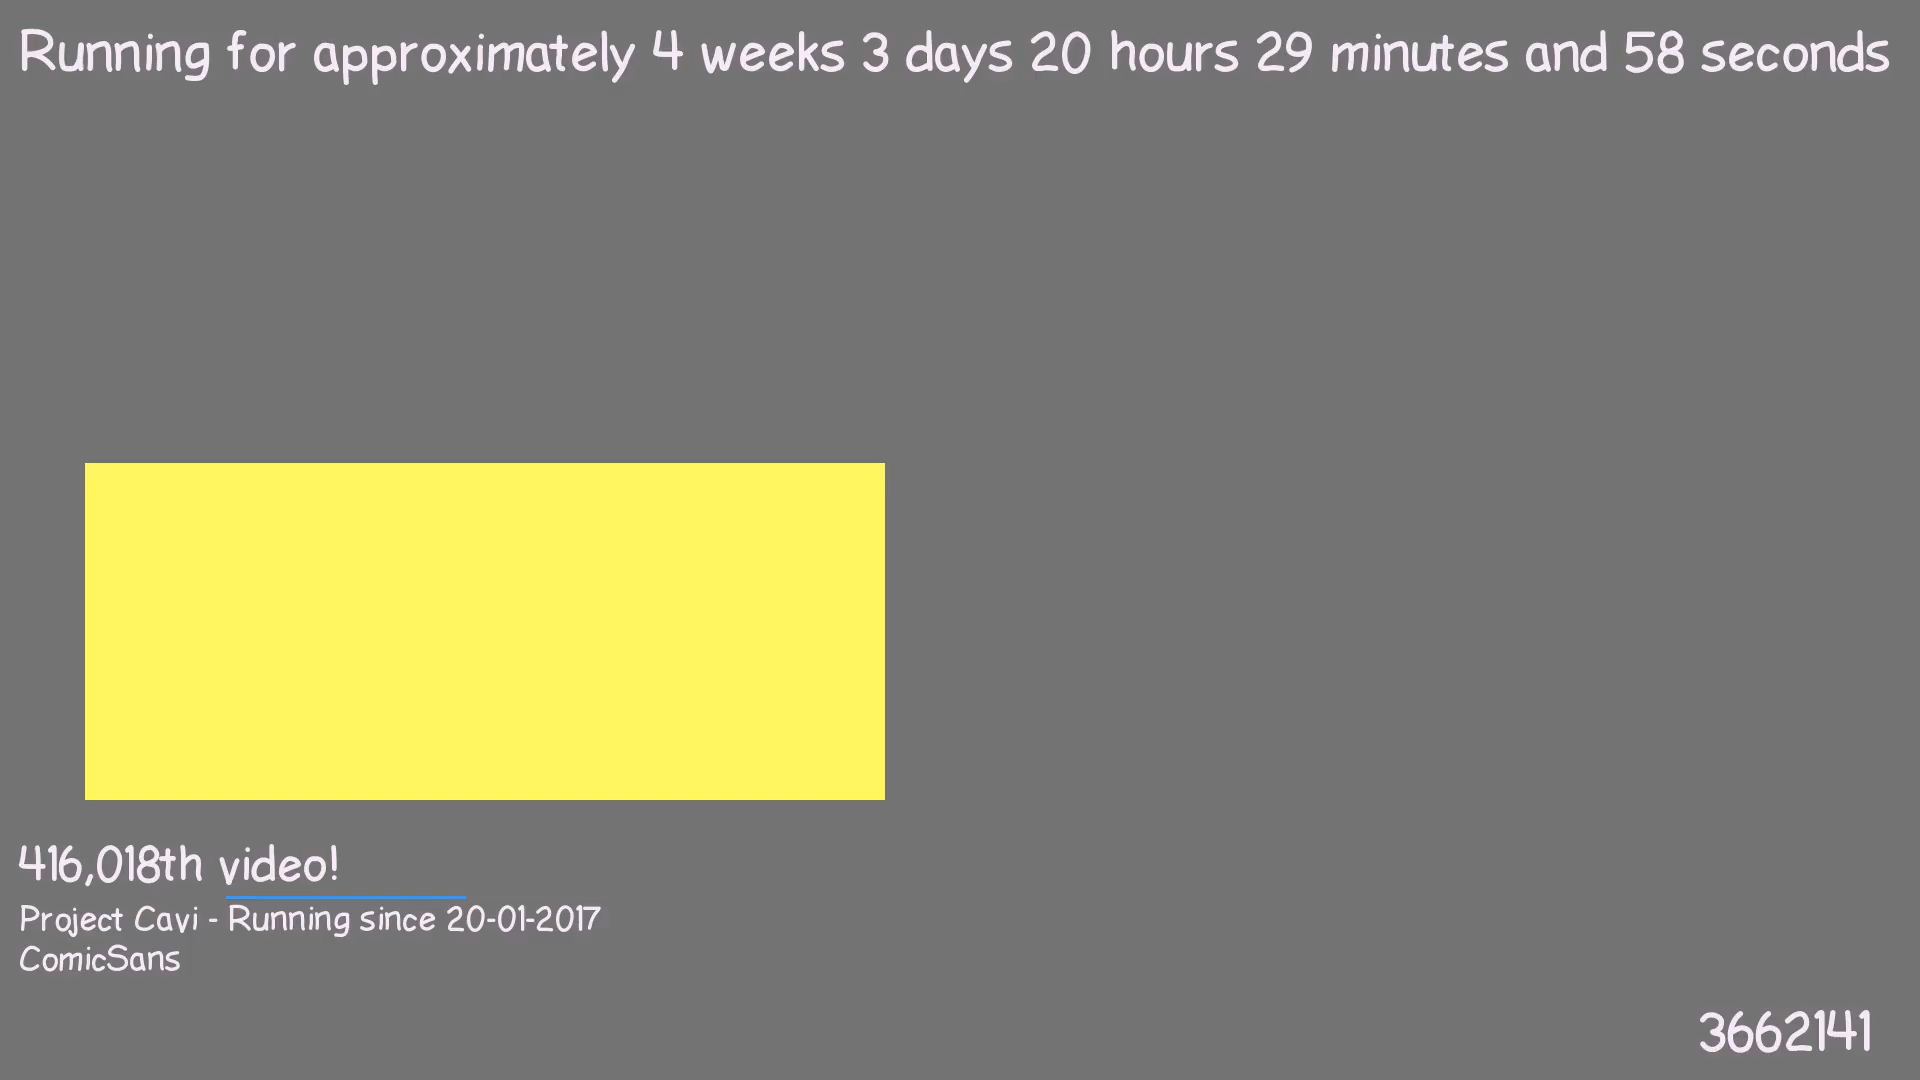 Running for approximately 4 weeks 3 days 20 hours 29 minutes and 58 seconds
416,018th video!
Project Cavi - Running since 20-01-2017
ComicSans
3662141